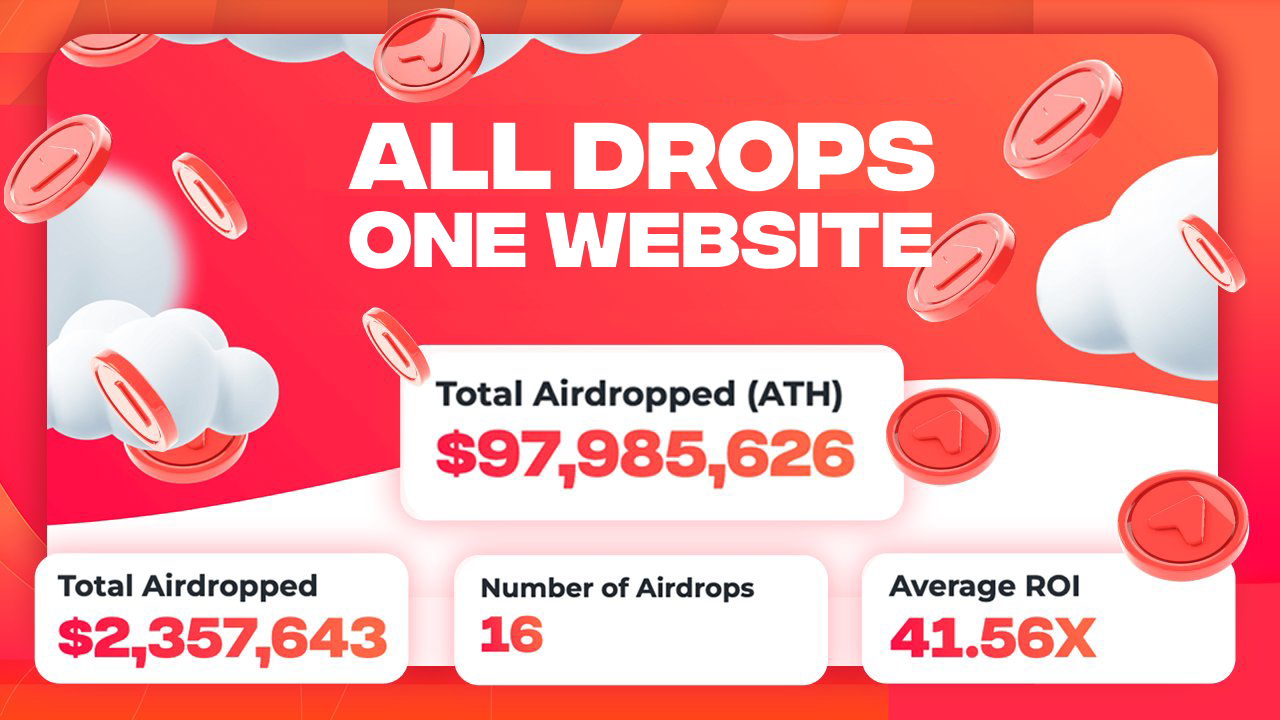 ALL DROPS
ONE WEBSITE
Total Airdropped (ATH)
$97,985,626
Total Airdropped
$2,357,643
Number of Airdrops
16
Average ROI
41.56X